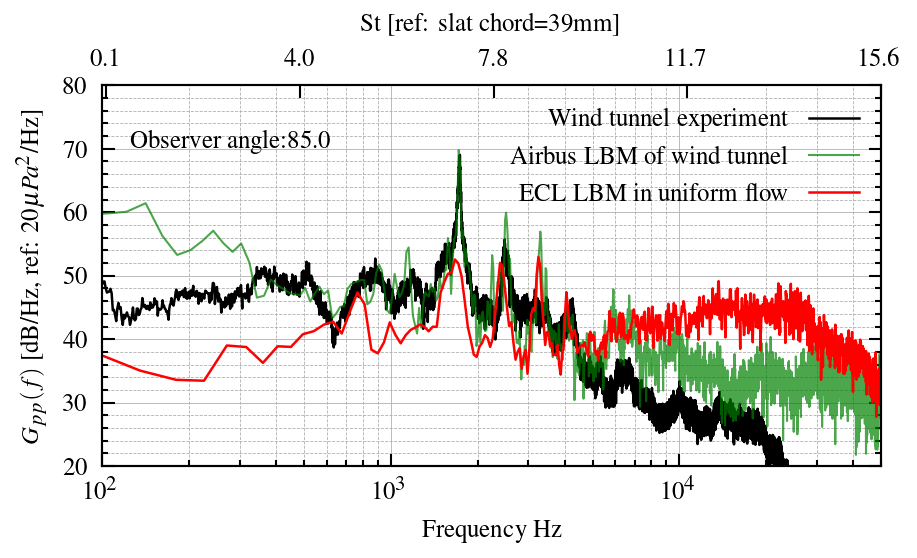 St [ref: slat chord=39mm]
0.1 4.0 7.8 11.7 15.6
80
70
60
50
40
30
20
G_{pp}(f) [dB/Hz, ref: 20μPa²/Hz]
Observer angle:85.0
Wind tunnel experiment
Airbus LBM of wind tunnel
ECL LBM in uniform flow
10² 10³ 10⁴
Frequency Hz